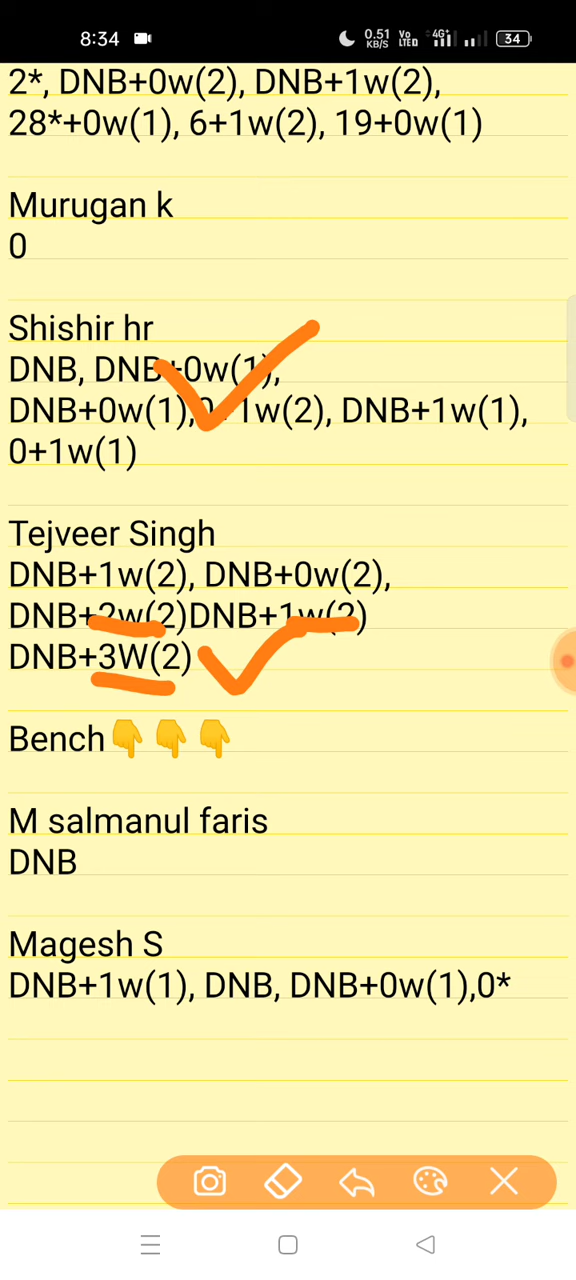 8:34
0.51 KB/S Vo LTED 4G+ 34
2*, DNB+0w(2), DNB+1w(2),
28*+0w(1), 6+1w(2), 19+0w(1)
Murugan k
0
Shishir hr
DNB, DNB+0w(1),
DNB+0w(1),0+1w(2), DNB+1w(1),
0+1w(1)
Tejveer Singh
DNB+1w(2), DNB+0w(2),
DNB+2w(2)DNB+1w(2)
DNB+3W(2)
Bench👇👇👇
M salmanul faris
DNB
Magesh S
DNB+1w(1), DNB, DNB+0w(1),0*